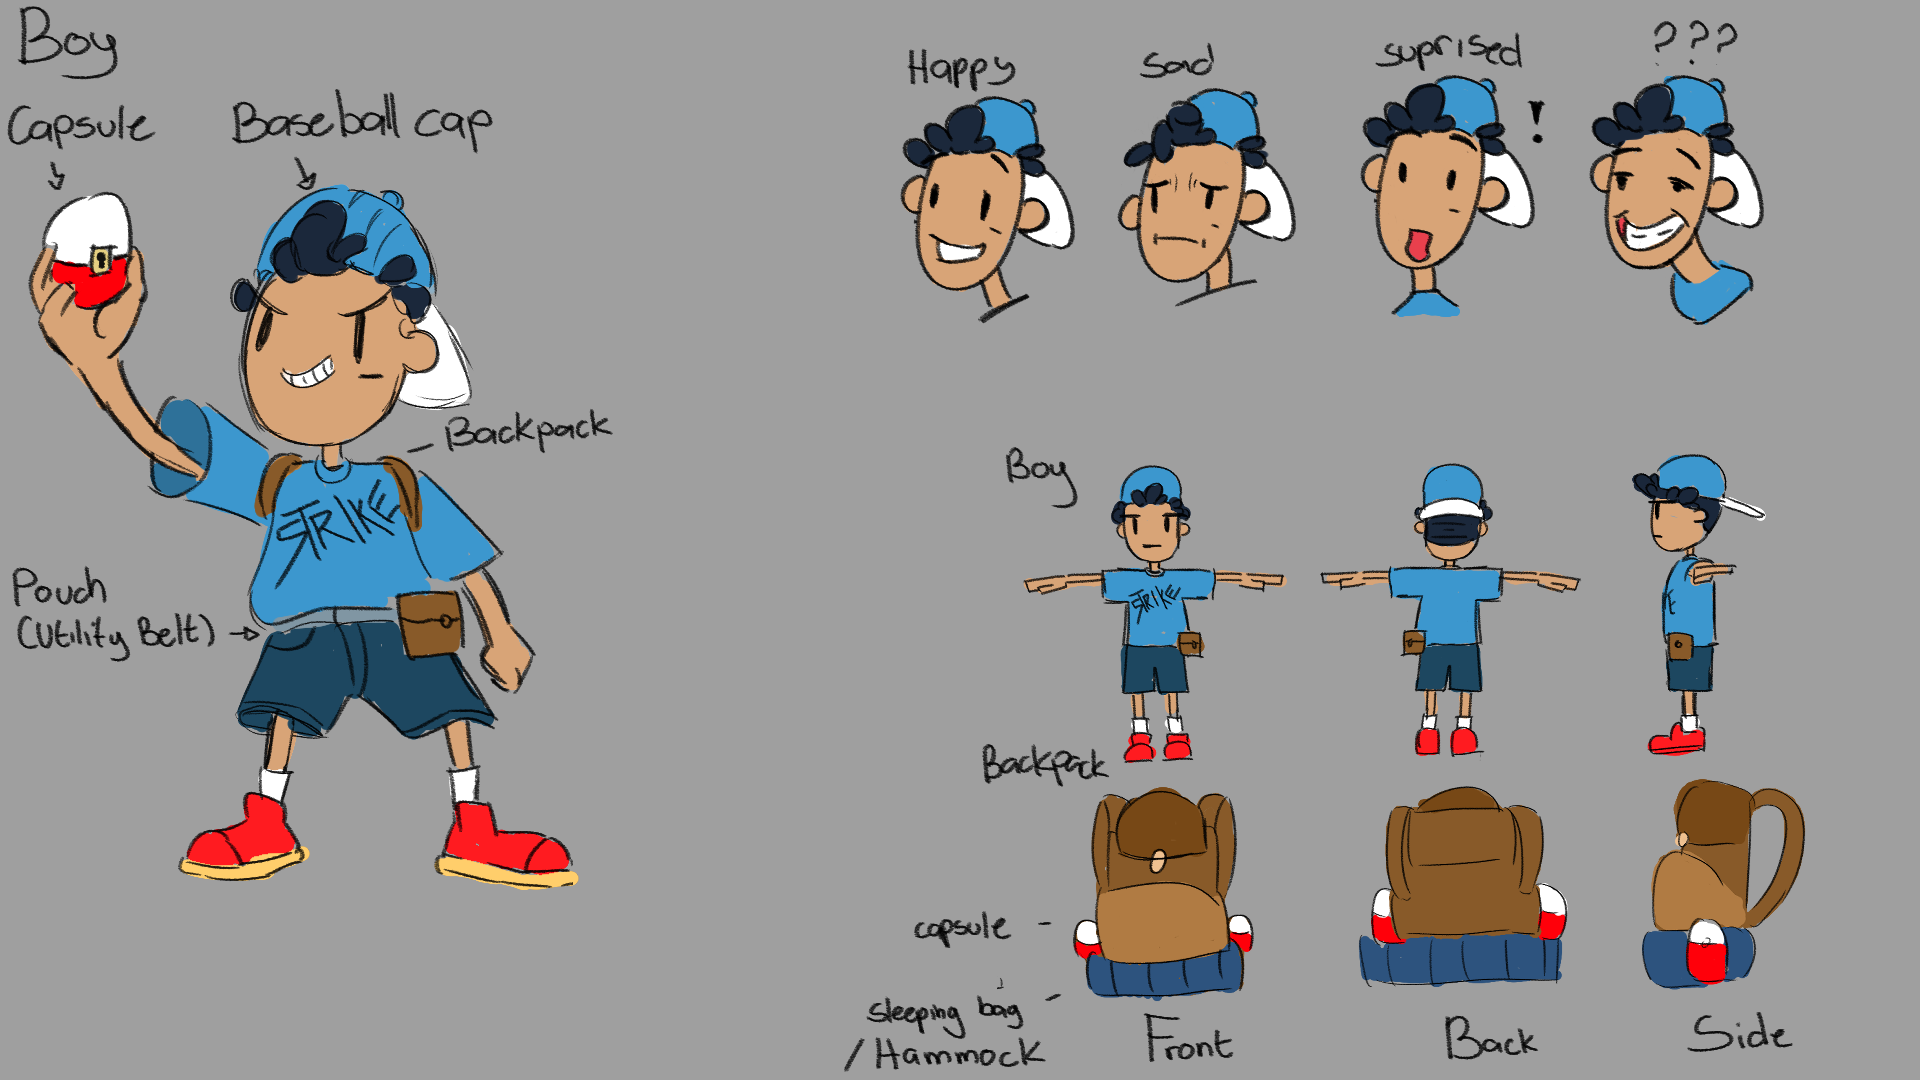 Boy
Capsule
Baseball cap
Backpack
STRIKE
Pouch
(Utility Belt)
Happy
sad
suprised
???
!
Boy
STRIKE
E
Backpack
capsule
sleeping bag
/Hammock
Front
Back
Side